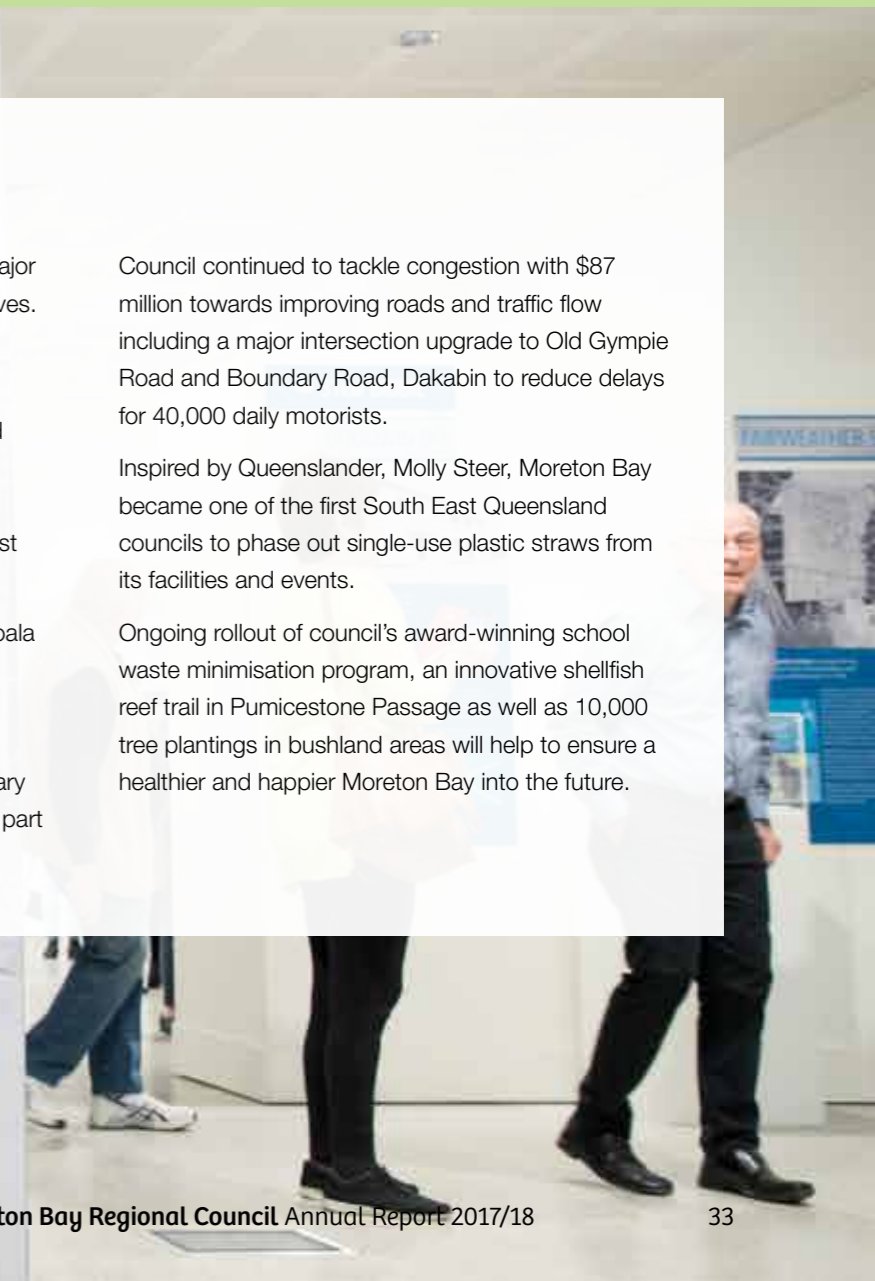 ajor
ves.
st
ary
part
Council continued to tackle congestion with $87
million towards improving roads and traffic flow
including a major intersection upgrade to Old Gympie
Road and Boundary Road, Dakabin to reduce delays
for 40,000 daily motorists.
Inspired by Queenslander, Molly Steer, Moreton Bay
became one of the first South East Queensland
councils to phase out single-use plastic straws from
its facilities and events.
Ongoing rollout of council’s award-winning school
waste minimisation program, an innovative shellfish
reef trail in Pumicestone Passage as well as 10,000
tree plantings in bushland areas will help to ensure a
healthier and happier Moreton Bay into the future.
FAIRWEATHER
ton Bay Regional Council Annual Report 2017/18
33